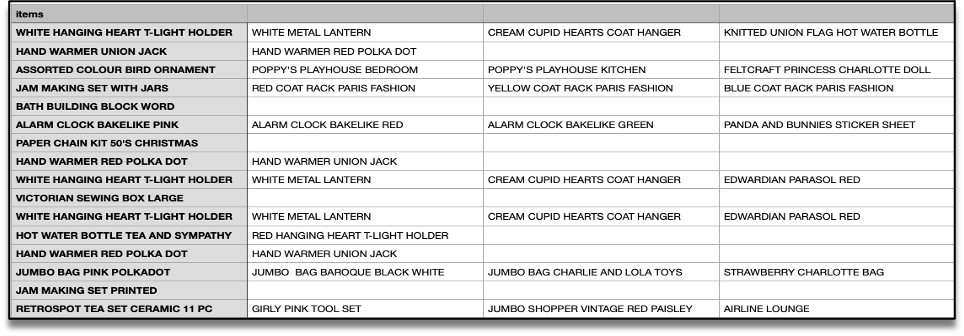 items
WHITE HANGING HEART T-LIGHT HOLDER WHITE METAL LANTERN CREAM CUPID HEARTS COAT HANGER KNITTED UNION FLAG HOT WATER BOTTLE
HAND WARMER UNION JACK HAND WARMER RED POLKA DOT
ASSORTED COLOUR BIRD ORNAMENT POPPY'S PLAYHOUSE BEDROOM POPPY'S PLAYHOUSE KITCHEN FELTCRAFT PRINCESS CHARLOTTE DOLL
JAM MAKING SET WITH JARS RED COAT RACK PARIS FASHION YELLOW COAT RACK PARIS FASHION BLUE COAT RACK PARIS FASHION
BATH BUILDING BLOCK WORD
ALARM CLOCK BAKELIKE PINK ALARM CLOCK BAKELIKE RED ALARM CLOCK BAKELIKE GREEN PANDA AND BUNNIES STICKER SHEET
PAPER CHAIN KIT 50'S CHRISTMAS
HAND WARMER RED POLKA DOT HAND WARMER UNION JACK
WHITE HANGING HEART T-LIGHT HOLDER WHITE METAL LANTERN CREAM CUPID HEARTS COAT HANGER EDWARDIAN PARASOL RED
VICTORIAN SEWING BOX LARGE
WHITE HANGING HEART T-LIGHT HOLDER WHITE METAL LANTERN CREAM CUPID HEARTS COAT HANGER EDWARDIAN PARASOL RED
HOT WATER BOTTLE TEA AND SYMPATHY RED HANGING HEART T-LIGHT HOLDER
HAND WARMER RED POLKA DOT HAND WARMER UNION JACK
JUMBO BAG PINK POLKADOT JUMBO  BAG BAROQUE BLACK WHITE JUMBO BAG CHARLIE AND LOLA TOYS STRAWBERRY CHARLOTTE BAG
JAM MAKING SET PRINTED
RETROSPOT TEA SET CERAMIC 11 PC GIRLY PINK TOOL SET JUMBO SHOPPER VINTAGE RED PAISLEY AIRLINE LOUNGE